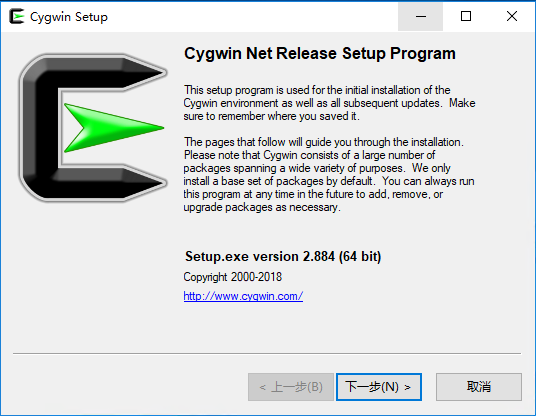 Cygwin Setup
Cygwin Net Release Setup Program
This setup program is used for the initial installation of the
Cygwin environment as well as all subsequent updates.  Make
sure to remember where you saved it.
The pages that follow will guide you through the installation.
Please note that Cygwin consists of a large number of
packages spanning a wide variety of purposes.  We only
install a base set of packages by default.  You can always run
this program at any time in the future to add, remove, or
upgrade packages as necessary.
Setup.exe version 2.884 (64 bit)
Copyright 2000-2018
http://www.cygwin.com/
< 上一步(B) 下一步(N) > 取消